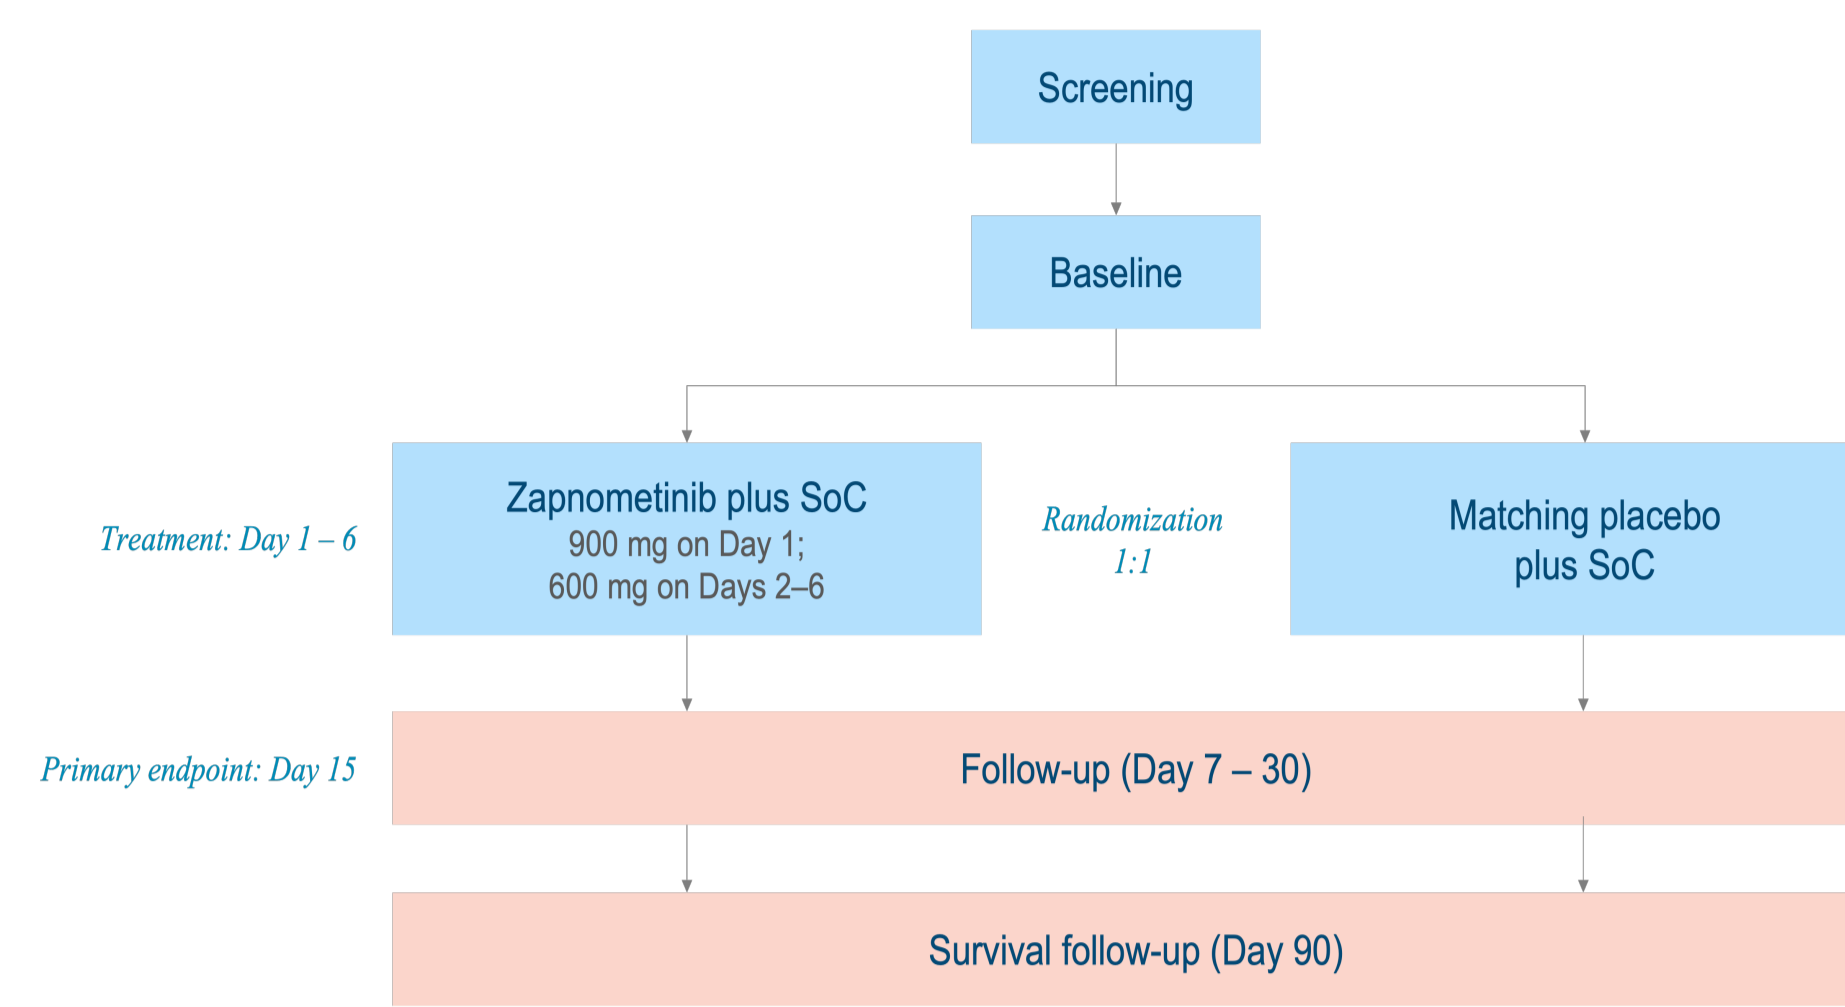 Screening
Baseline
Treatment: Day 1 – 6
Zapnometinib plus SoC
900 mg on Day 1;
600 mg on Days 2–6
Randomization
1:1
Matching placebo
plus SoC
Primary endpoint: Day 15
Follow-up (Day 7 – 30)
Survival follow-up (Day 90)